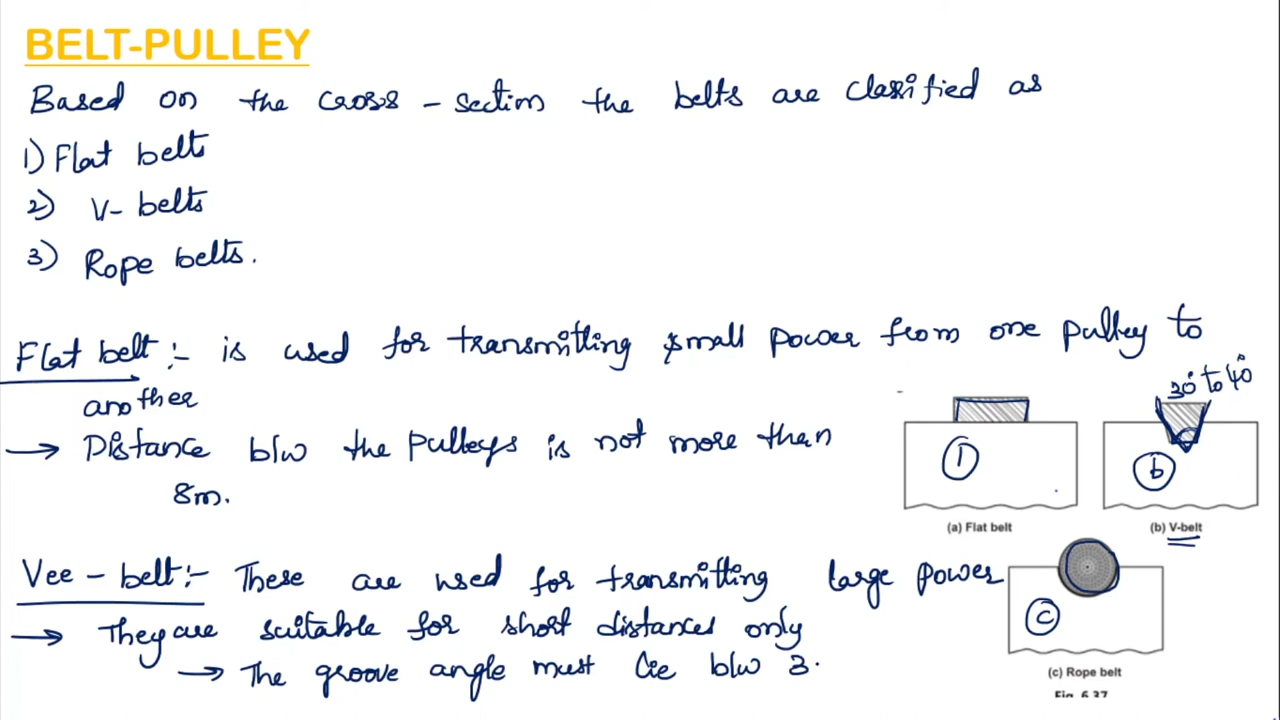 BELT-PULLEY
Based on the cross-section the belts are classified as
1) Flat belts
2) V-belts
3) Rope belts.
Flat belt :- is used for transmitting small power from one pulley to
another
→ Distance b/w the pulleys is not more than
8m.
30° to 40°
1
b
(a) Flat belt
(b) V-belt
Vee-belt :- These are used for transmitting large power
→ They are suitable for short distances only
→ The groove angle must lie b/w 3.
c
(c) Rope belt
Fig. 6.37